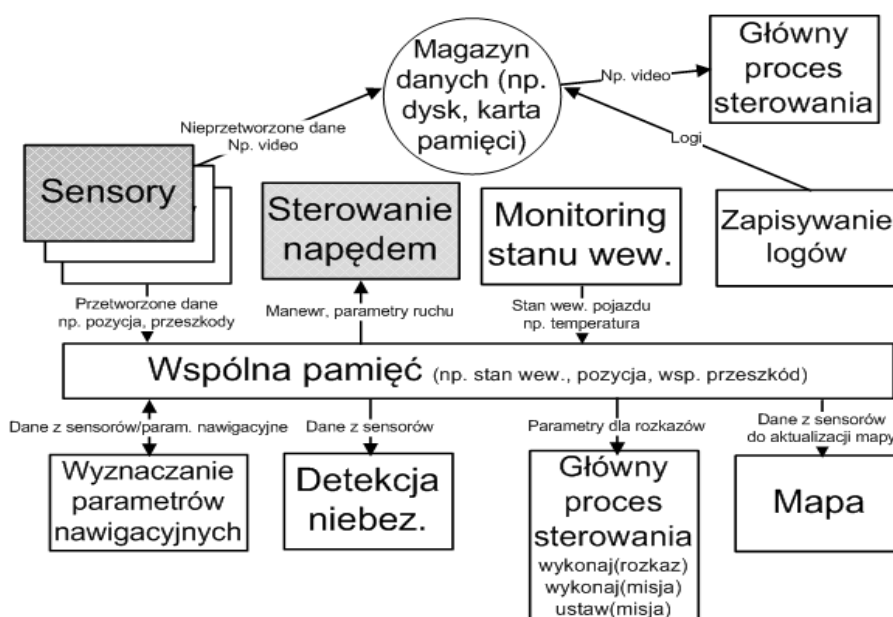 Magazyn
danych (np.
dysk, karta
pamięci)
Np. video
Główny
proces
sterowania
Nieprzetworzone dane
Np. video
Logi
Sensory
Sterowanie
napędem
Monitoring
stanu wew.
Zapisywanie
logów
Przetworzone dane
np. pozycja, przeszkody
Manewr, parametry ruchu
Stan wew. pojazdu
np. temperatura
Wspólna pamięć (np. stan wew., pozycja, wsp. przeszkód)
Dane z sensorów/param. nawigacyjne
Dane z sensorów
Parametry dla rozkazów
Dane z sensorów
do aktualizacji mapy
Wyznaczanie
parametrów
nawigacyjnych
Detekcja
niebez.
Główny
proces
sterowania
wykonaj(rozkaz)
wykonaj(misja)
ustaw(misja)
Mapa